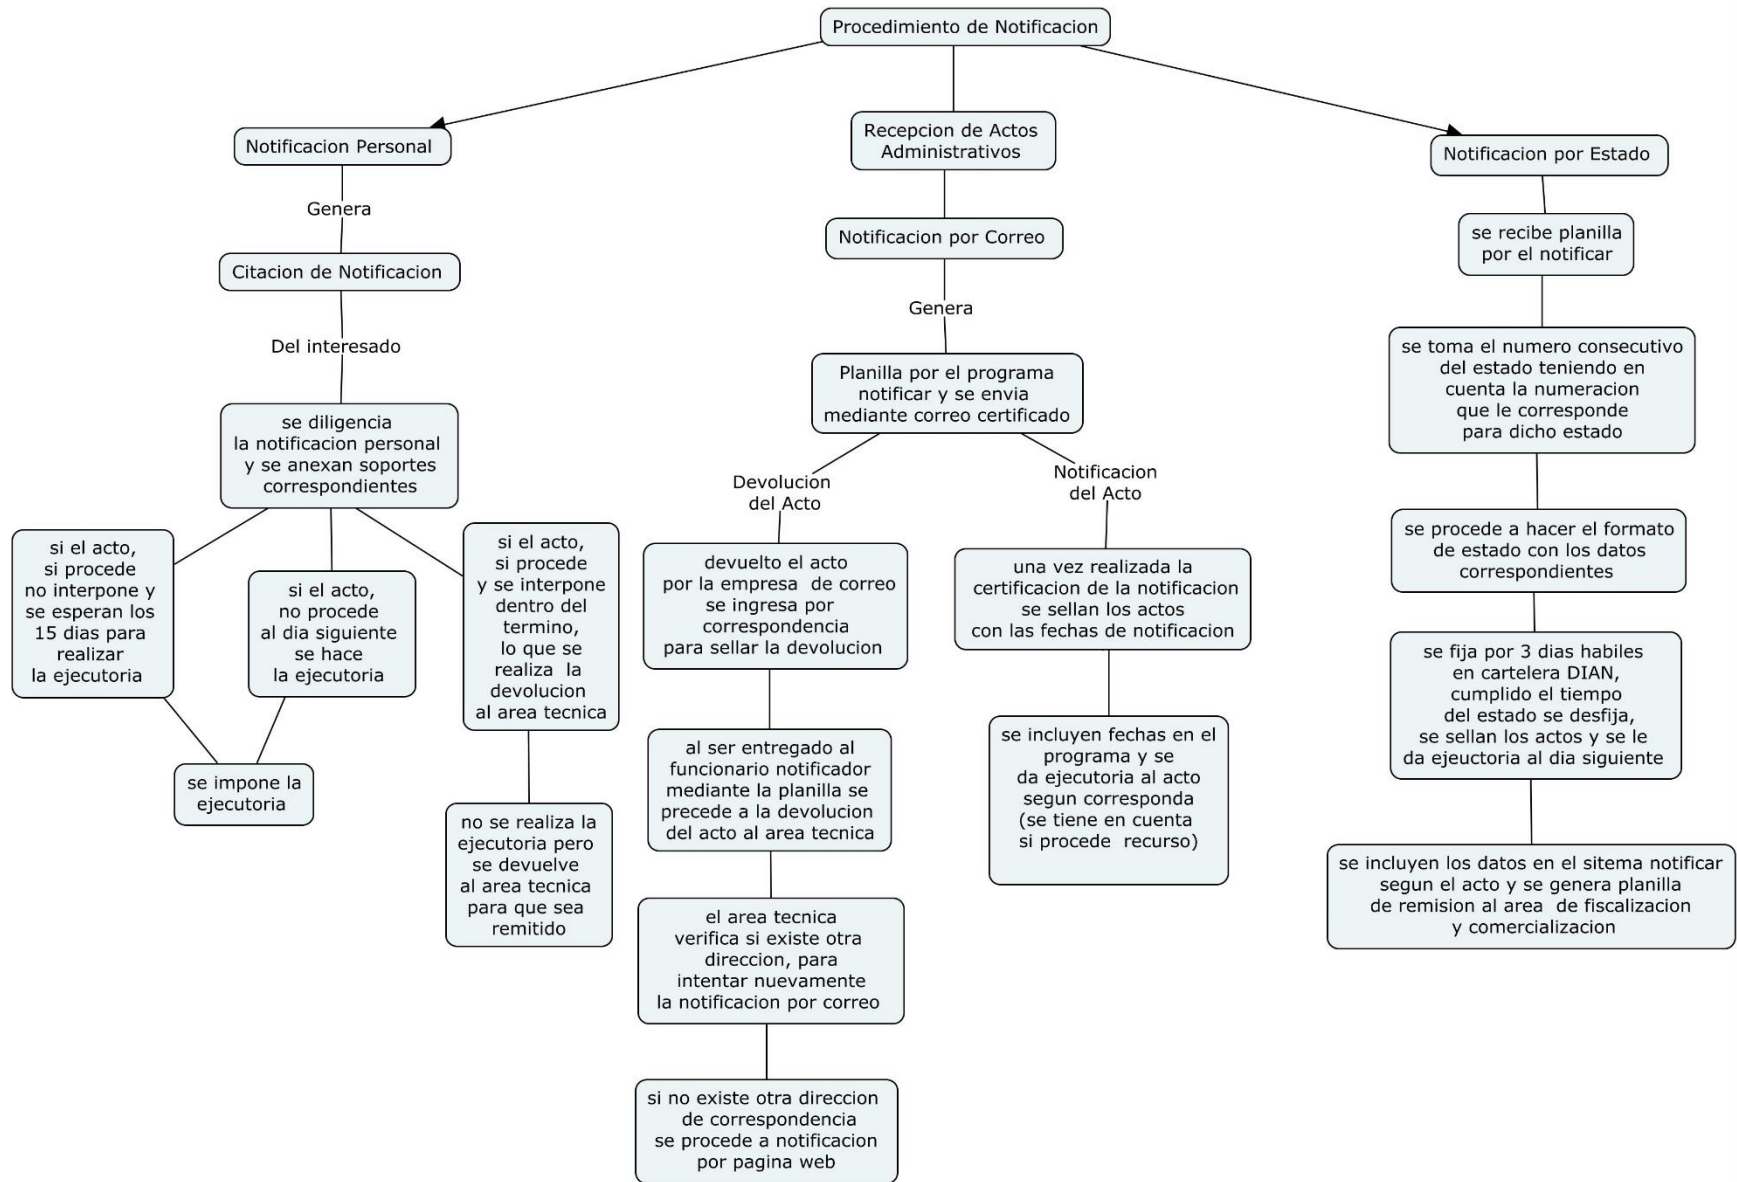 Procedimiento de Notificacion
Notificacion Personal
Genera
Citacion de Notificacion
Del interesado
se diligencia
la notificacion personal
y se anexan soportes
correspondientes
si el acto,
si procede
no interpone y
se esperan los
15 dias para
realizar
la ejecutoria
si el acto,
no procede
al dia siguiente
se hace
la ejecutoria
si el acto,
si procede
y se interpone
dentro del
termino,
lo que se
realiza la
devolucion
al area tecnica
se impone la
ejecutoria
no se realiza la
ejecutoria pero
se devuelve
al area tecnica
para que sea
remitido
Recepcion de Actos
Administrativos
Notificacion por Correo
Genera
Planilla por el programa
notificar y se envia
mediante correo certificado
Devolucion
del Acto
devuelto el acto
por la empresa de correo
se ingresa por
correspondencia
para sellar la devolucion
al ser entregado al
funcionario notificador
mediante la planilla se
precede a la devolucion
del acto al area tecnica
el area tecnica
verifica si existe otra
direccion, para
intentar nuevamente
la notificacion por correo
si no existe otra direccion
de correspondencia
se procede a notificacion
por pagina web
Notificacion
del Acto
una vez realizada la
certificacion de la notificacion
se sellan los actos
con las fechas de notificacion
se incluyen fechas en el
programa y se
da ejecutoria al acto
segun corresponda
(se tiene en cuenta
si procede recurso)
Notificacion por Estado
se recibe planilla
por el notificar
se toma el numero consecutivo
del estado teniendo en
cuenta la numeracion
que le corresponde
para dicho estado
se procede a hacer el formato
de estado con los datos
correspondientes
se fija por 3 dias habiles
en cartelera DIAN,
cumplido el tiempo
del estado se desfija,
se sellan los actos y se le
da ejeuctoria al dia siguiente
se incluyen los datos en el sitema notificar
segun el acto y se genera planilla
de remision al area de fiscalizacion
y comercializacion